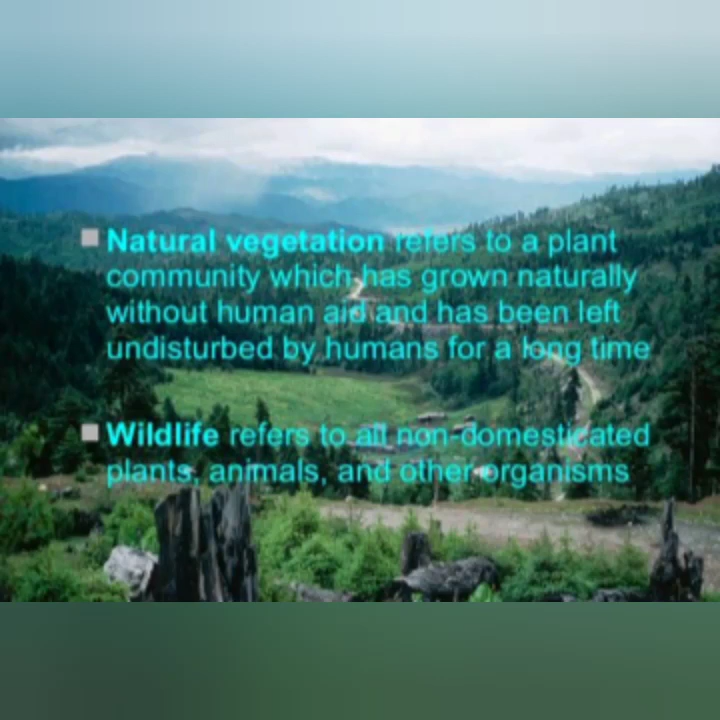 Natural vegetation refers to a plant
community which has grown naturally
without human aid and has been left
undisturbed by humans for a long time
Wildlife refers to all non-domesticated
plants, animals, and other organisms